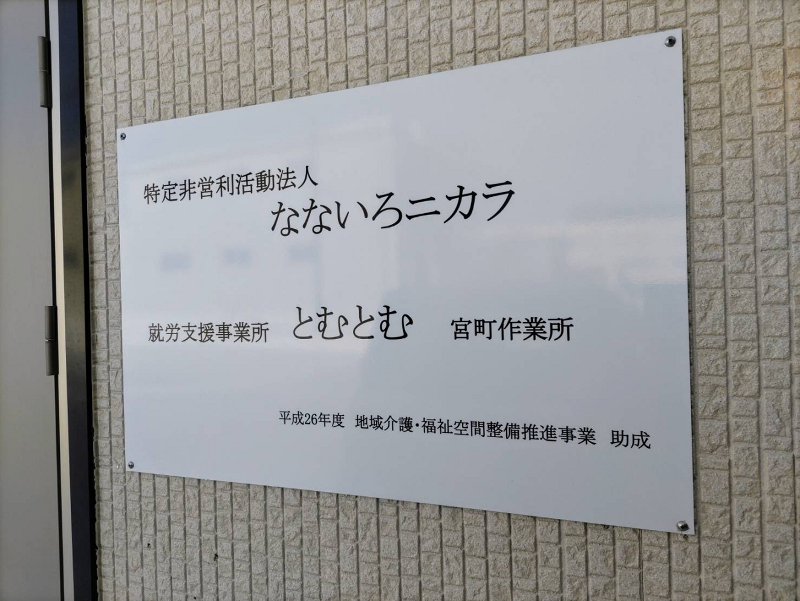 特定非営利活動法人
なないろニカラ
就労支援事業所 とむとむ 宮町作業所
平成26年度 地域介護・福祉空間整備推進事業 助成